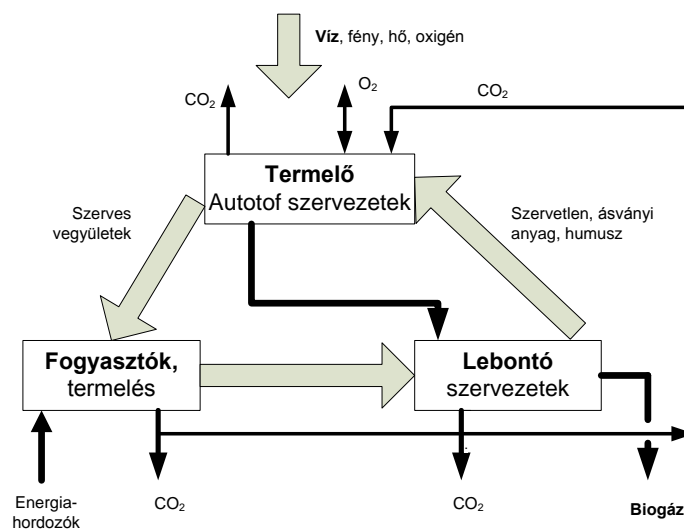 Víz, fény, hő, oxigén
CO2
O2
CO2
Termelő
Autotof szervezetek
Szerves
vegyületek
Szervetlen, ásványi
anyag, humusz
Fogyasztók,
termelés
Lebontó
szervezetek
Energia-
hordozók
CO2
CO2
Biogáz